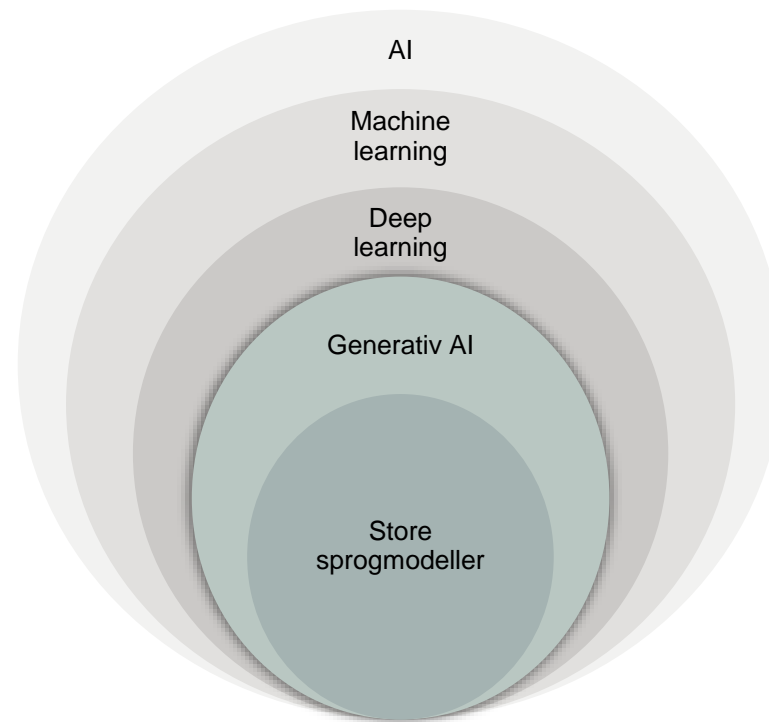 AI
Machine
learning
Deep
learning
Generativ AI
Store
sprogmodeller